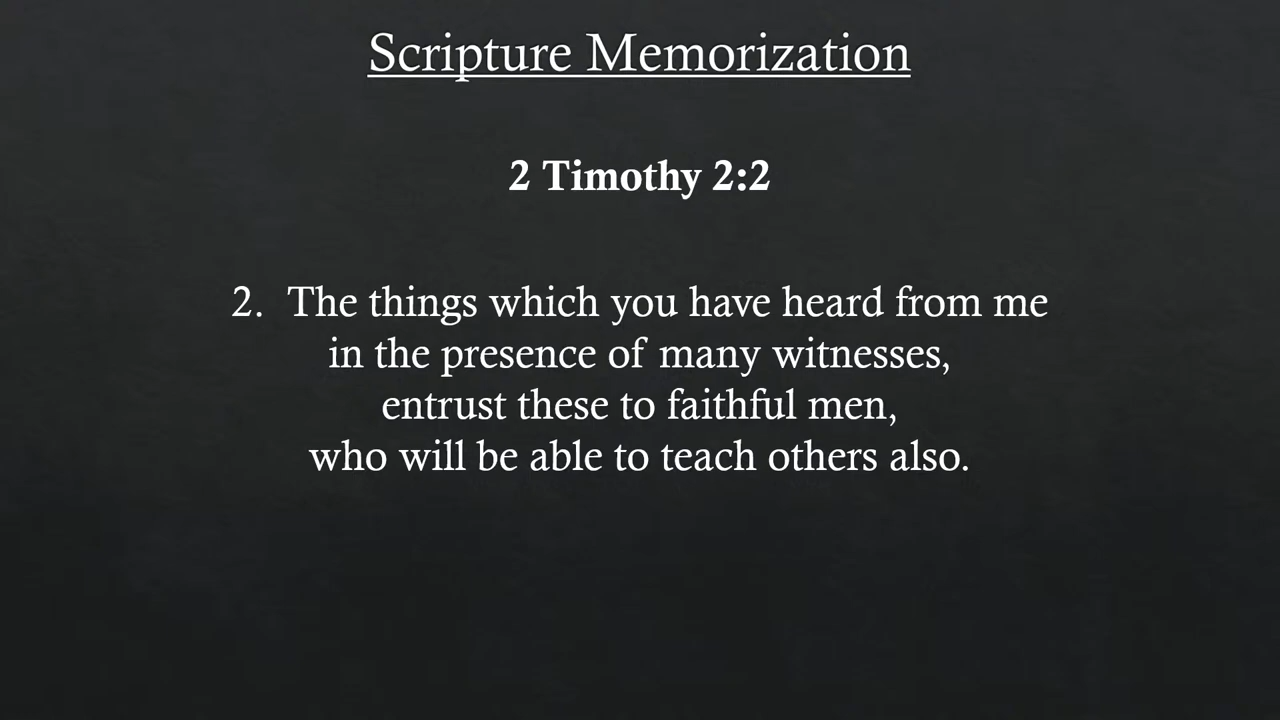 Scripture Memorization
2 Timothy 2:2
2. The things which you have heard from me
in the presence of many witnesses,
entrust these to faithful men,
who will be able to teach others also.